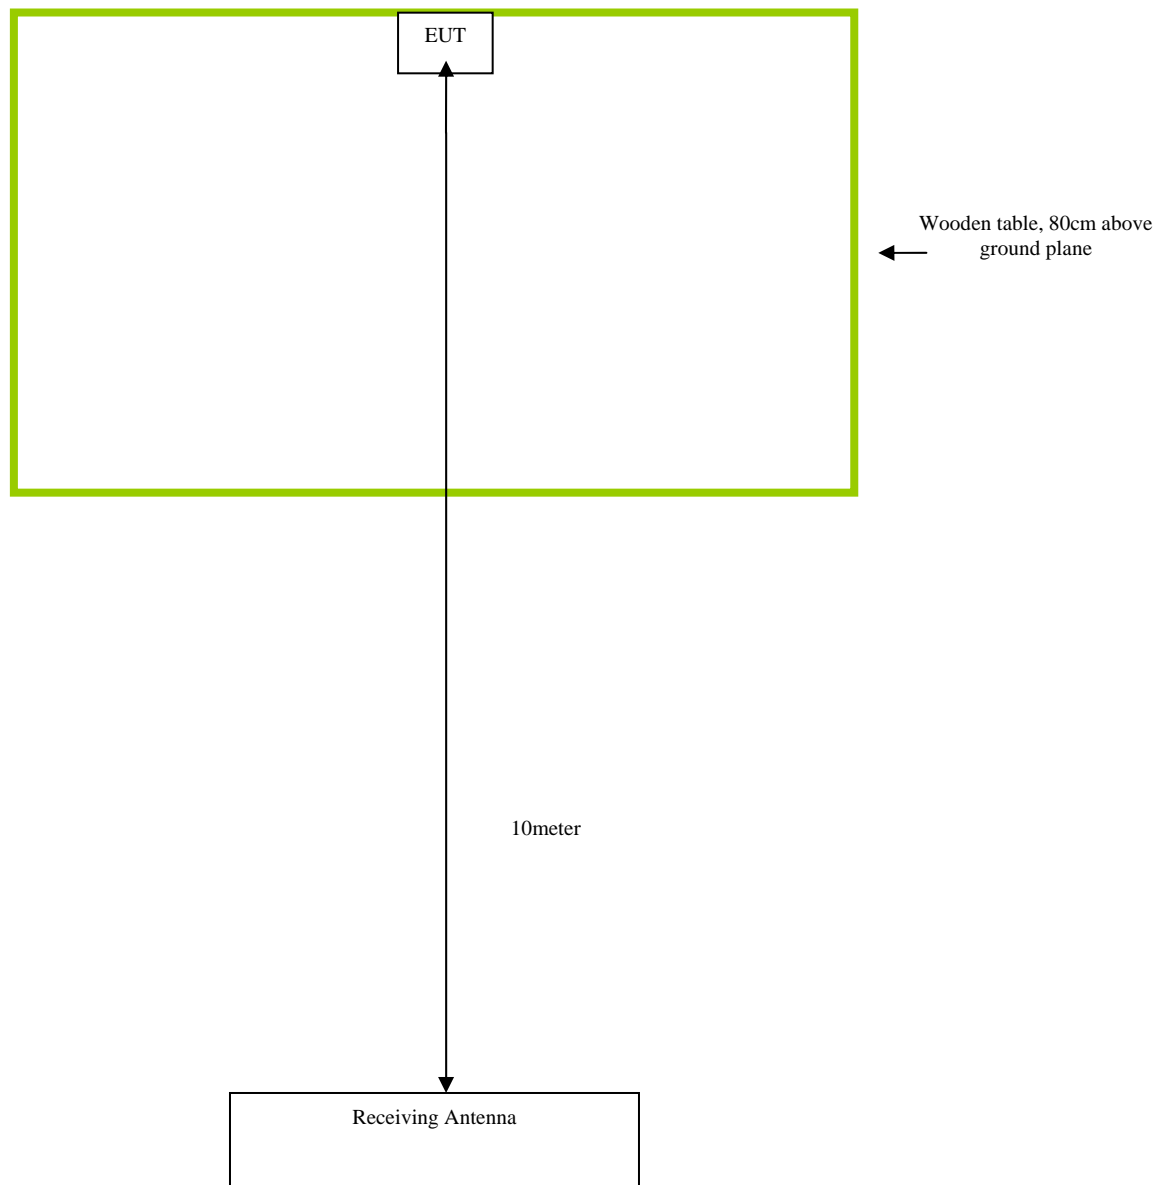 EUT
Wooden table, 80cm above
ground plane
10meter
Receiving Antenna